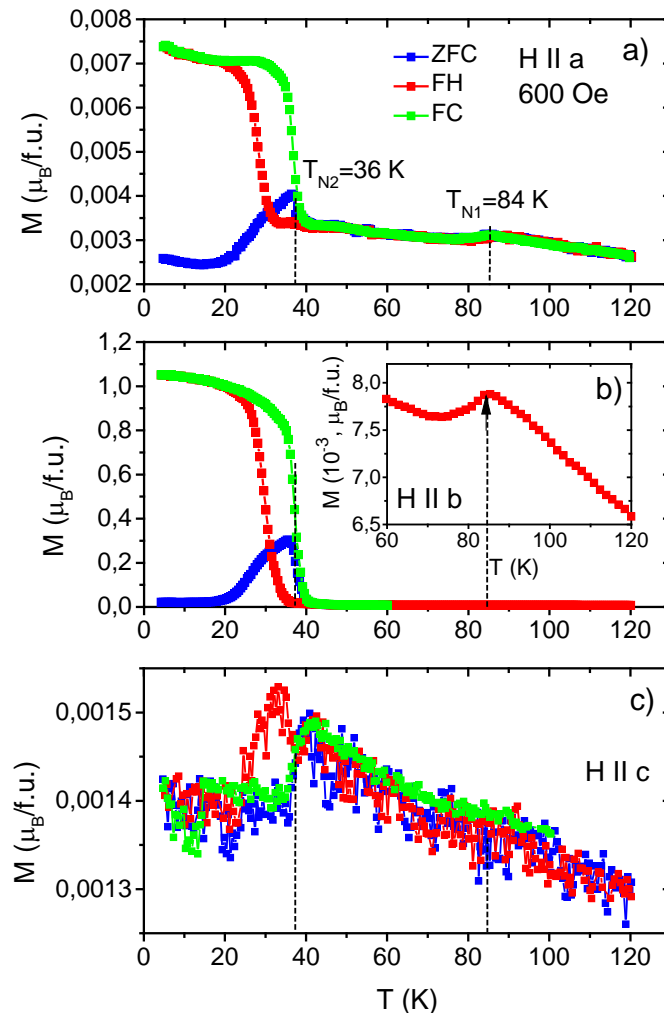 0,008
0,007
0,006
0,005
0,004
0,003
0,002
M (μB/f.u.)
ZFC
FH
FC
H II a
600 Oe
a)
TN2=36 K
TN1=84 K
0 20 40 60 80 100 120
1,2
1,0
0,8
0,6
0,4
0,2
0,0
M (μB/f.u.)
b)
8,0
7,5
7,0
6,5
M (10-3, μB/f.u.)
H II b
60 80 100 120
T (K)
0 20 40 60 80 100 120
c)
0,0015
0,0014
0,0013
M (μB/f.u.)
H II c
0 20 40 60 80 100 120
T (K)